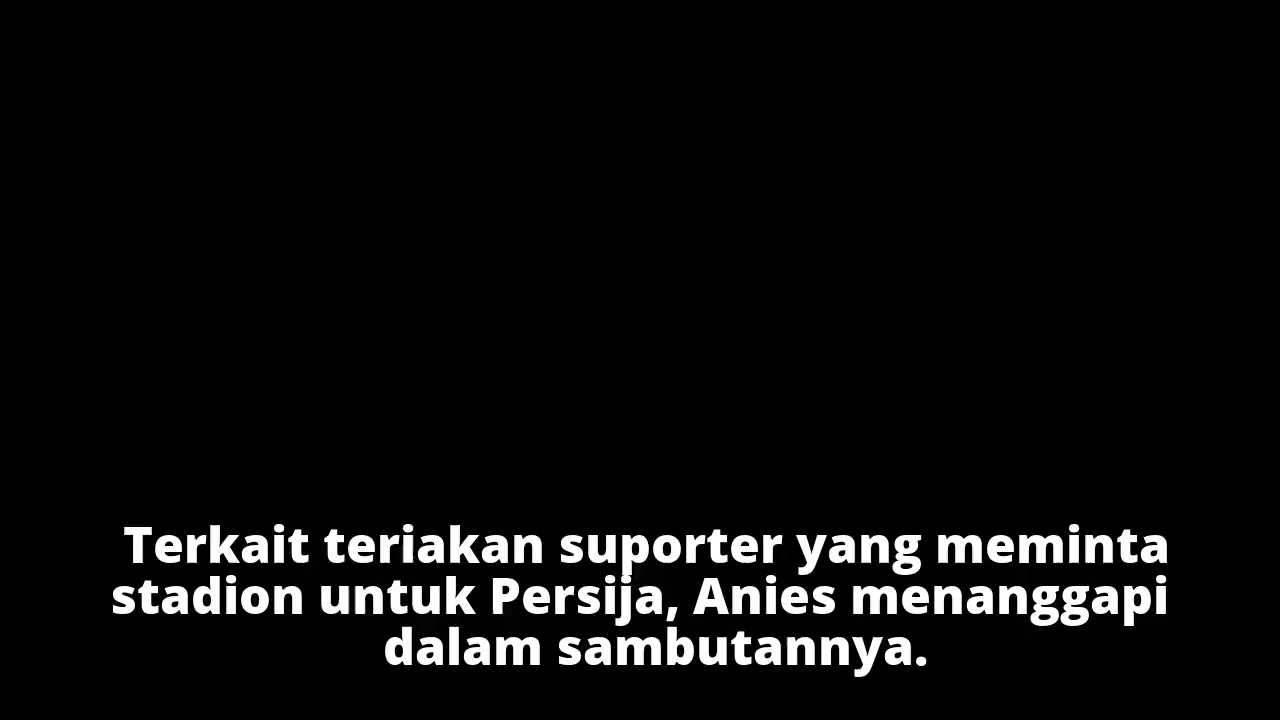 Terkait teriakan suporter yang meminta
stadion untuk Persija, Anies menanggapi
dalam sambutannya.